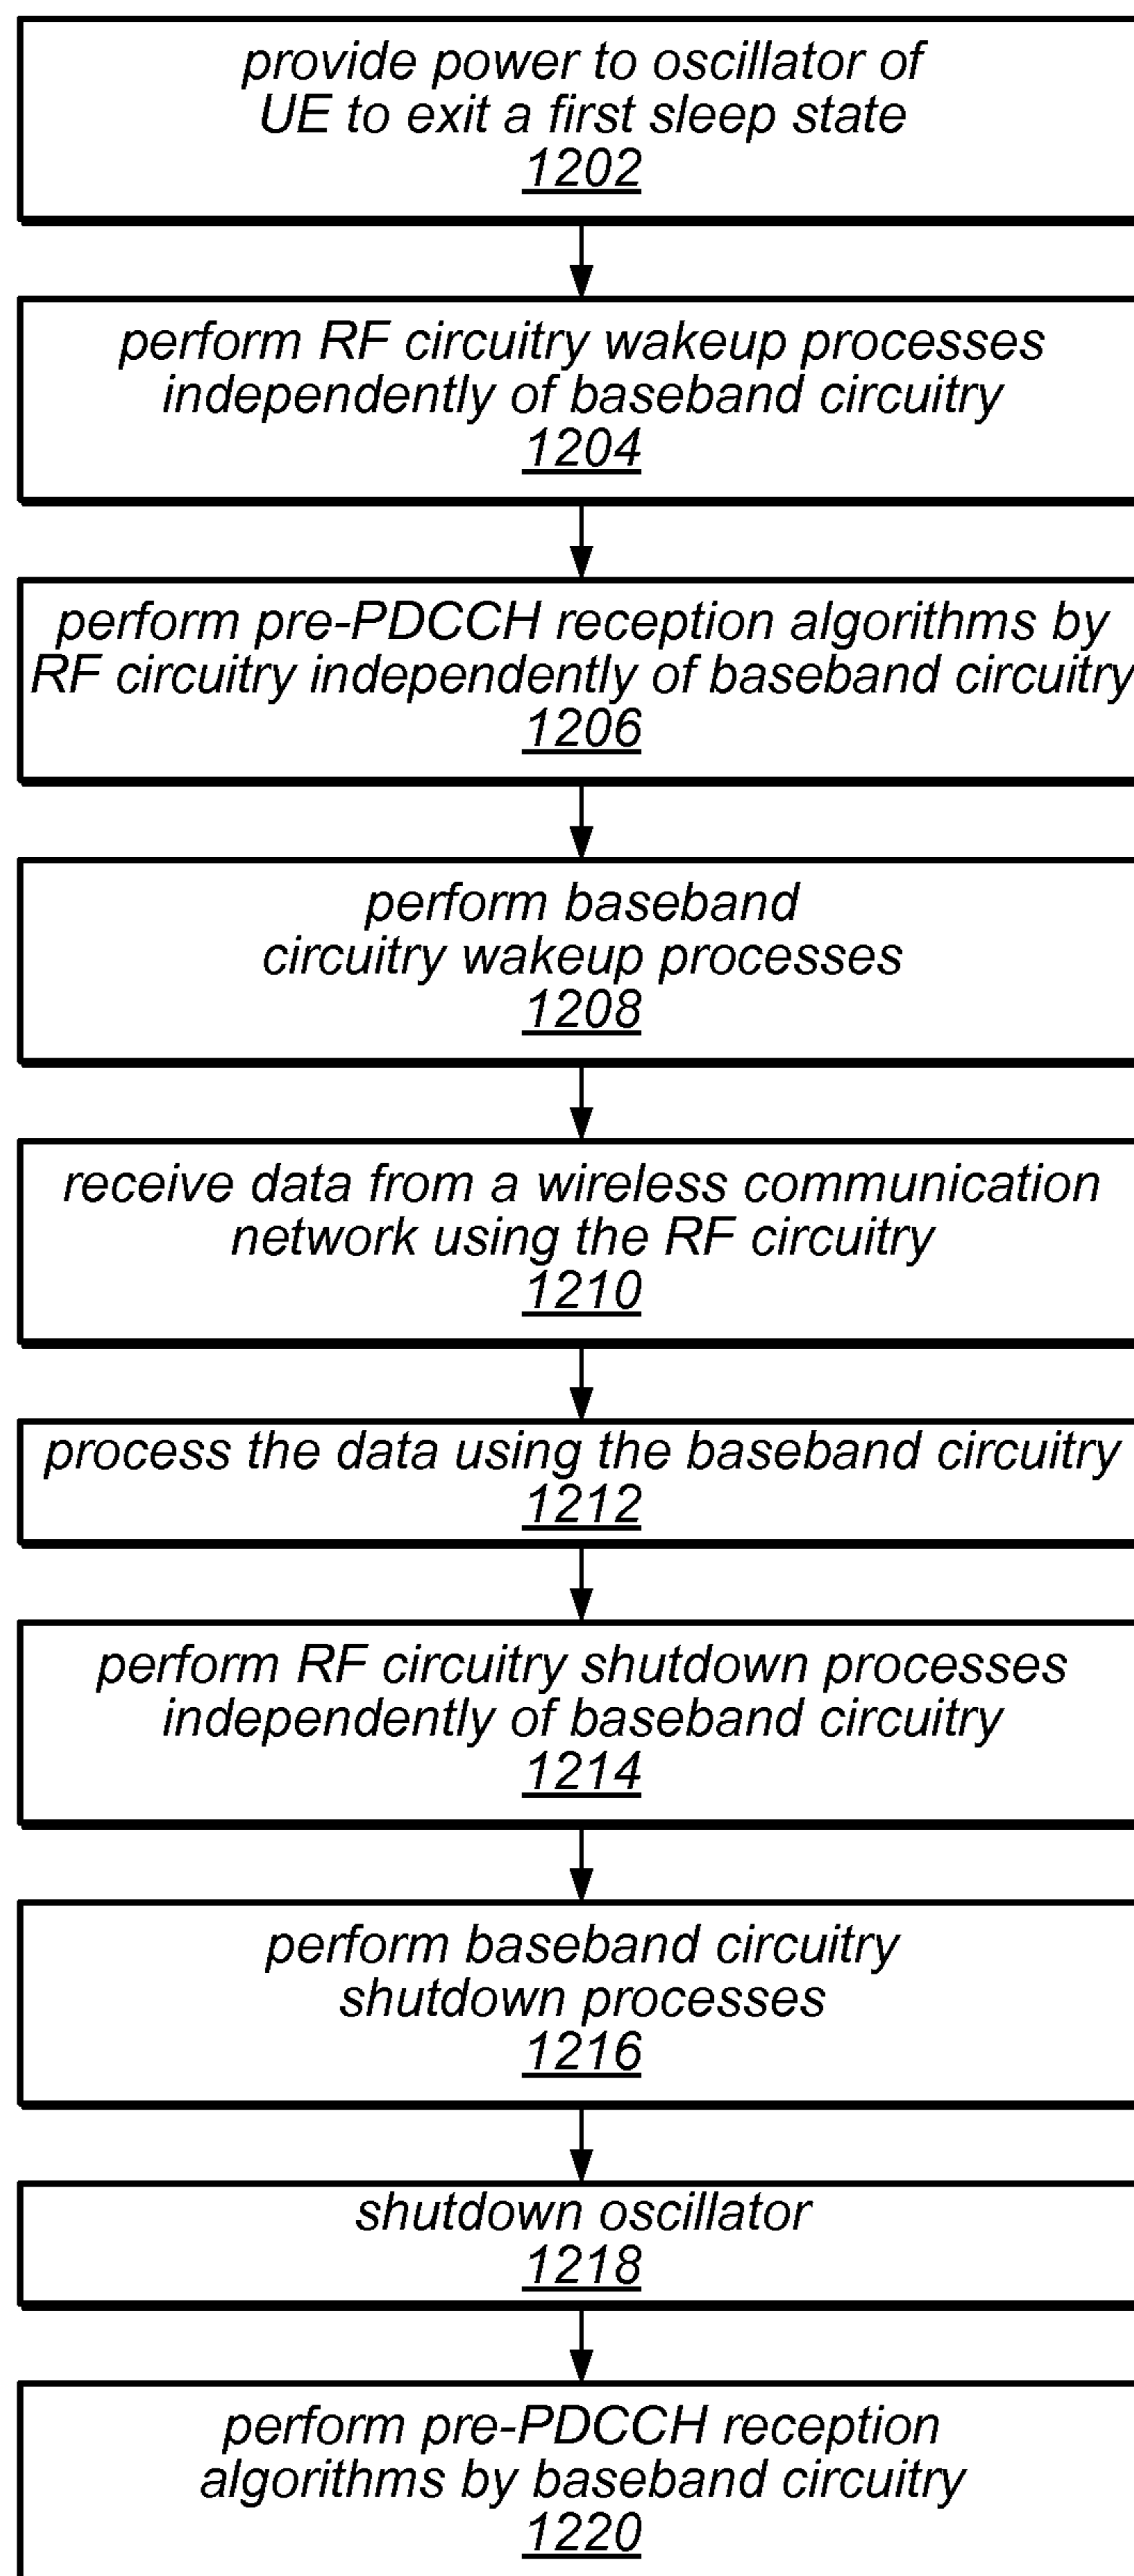 provide power to oscillator of
UE to exit a first sleep state
1202
perform RF circuitry wakeup processes
independently of baseband circuitry
1204
perform pre-PDCCH reception algorithms by
RF circuitry independently of baseband circuitry
1206
perform baseband
circuitry wakeup processes
1208
receive data from a wireless communication
network using the RF circuitry
1210
process the data using the baseband circuitry
1212
perform RF circuitry shutdown processes
independently of baseband circuitry
1214
perform baseband circuitry
shutdown processes
1216
shutdown oscillator
1218
perform pre-PDCCH reception
algorithms by baseband circuitry
1220